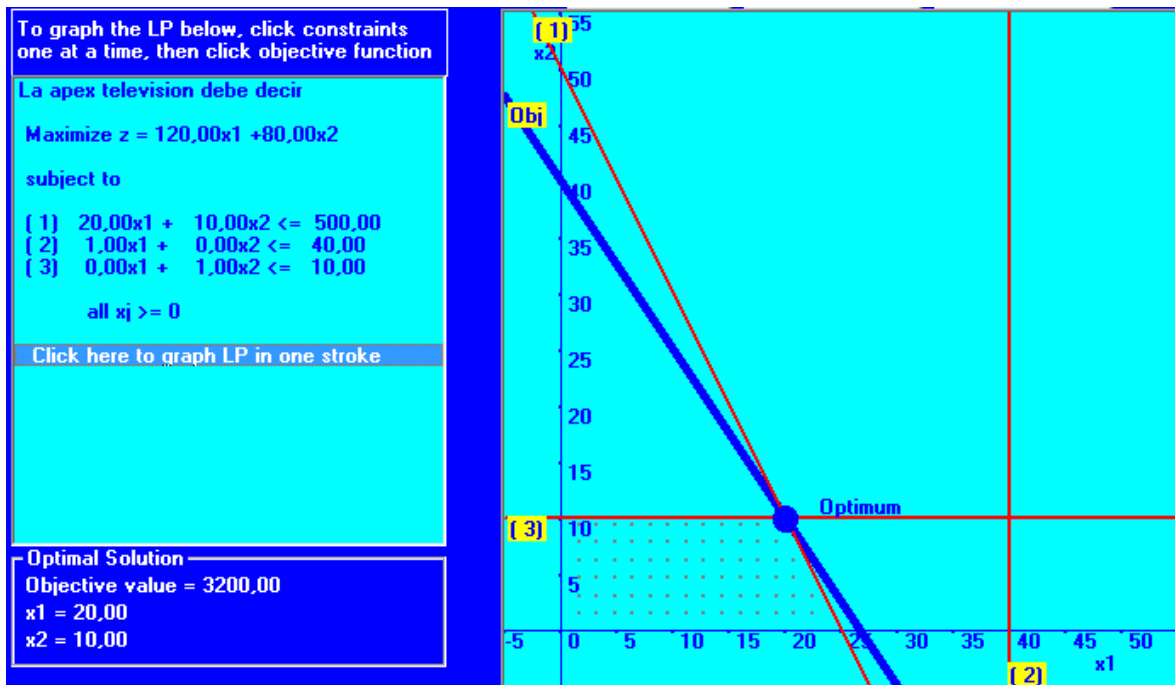 To graph the LP below, click constraints
one at a time, then click objective function
La apex television debe decir
Maximize z = 120,00x1 +80,00x2
subject to
( 1) 20,00x1 + 10,00x2 <= 500,00
( 2) 1,00x1 + 0,00x2 <= 40,00
( 3) 0,00x1 + 1,00x2 <= 10,00
all xj >= 0
Click here to graph LP in one stroke
Optimal Solution
Objective value = 3200,00
x1 = 20,00
x2 = 10,00
( 1)
55
x2
50
Obj
45
40
35
30
25
20
15
Optimum
( 3)
10
5
-5 0 5 10 15 20 25 30 35 40 45 50
x1
( 2)